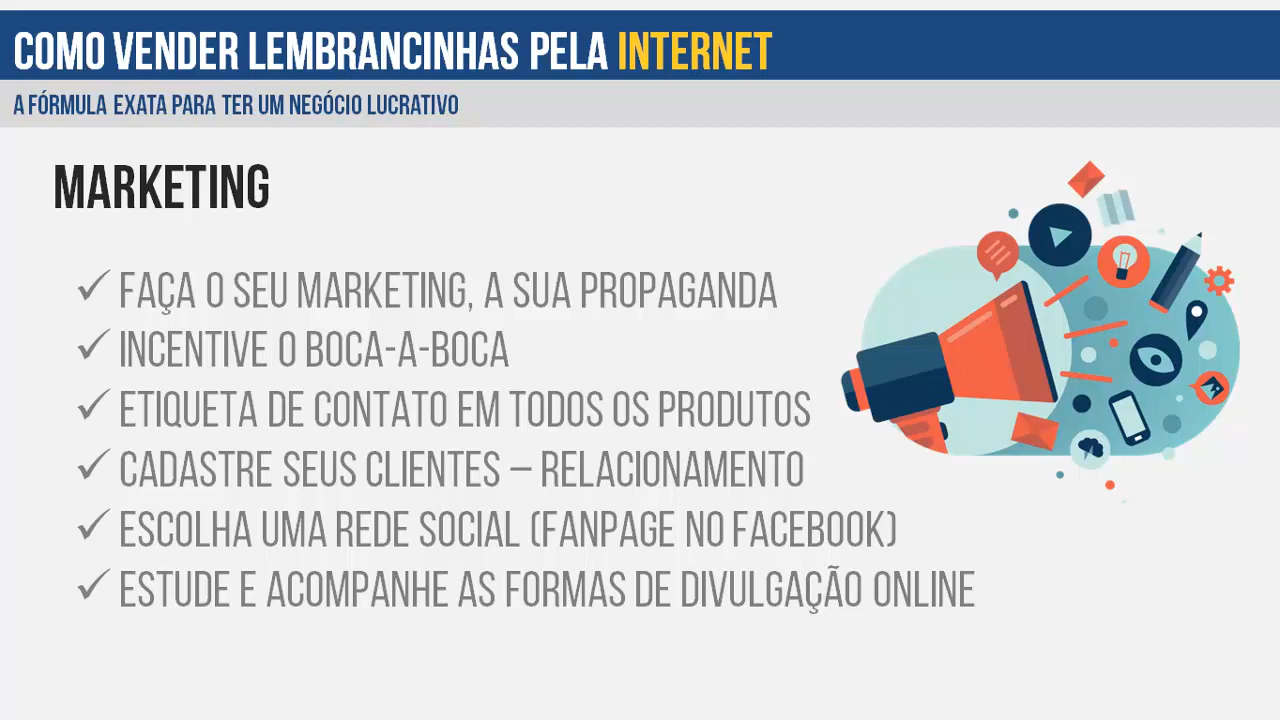 COMO VENDER LEMBRANCINHAS PELA INTERNET
A FÓRMULA EXATA PARA TER UM NEGÓCIO LUCRATIVO
MARKETING
✓ FAÇA O SEU MARKETING, A SUA PROPAGANDA
✓ INCENTIVE O BOCA-A-BOCA
✓ ETIQUETA DE CONTATO EM TODOS OS PRODUTOS
✓ CADASTRE SEUS CLIENTES – RELACIONAMENTO
✓ ESCOLHA UMA REDE SOCIAL (FANPAGE NO FACEBOOK)
✓ ESTUDE E ACOMPANHE AS FORMAS DE DIVULGAÇÃO ONLINE